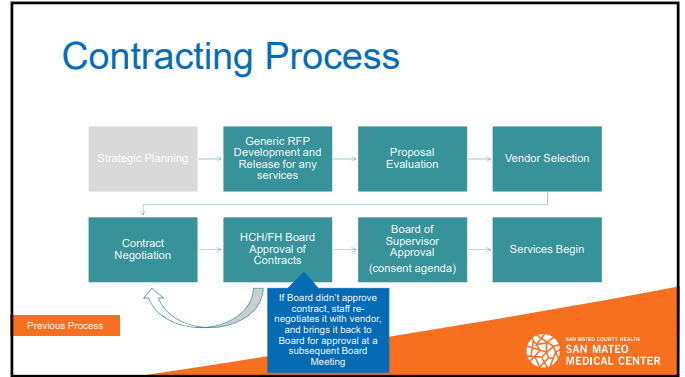 Contracting Process
Strategic Planning
Generic RFP
Development and
Release for any
services
Proposal
Evaluation
Vendor Selection
Contract
Negotiation
HCH/FH Board
Approval of
Contracts
Board of
Supervisor
Approval
(consent agenda)
Services Begin
If Board didn't approve
contract, staff re-
negotiates it with vendor,
and brings it back to
Board for approval at a
subsequent Board
Meeting
Previous Process
SAN MATEO COUNTY HEALTH
SAN MATEO
MEDICAL CENTER